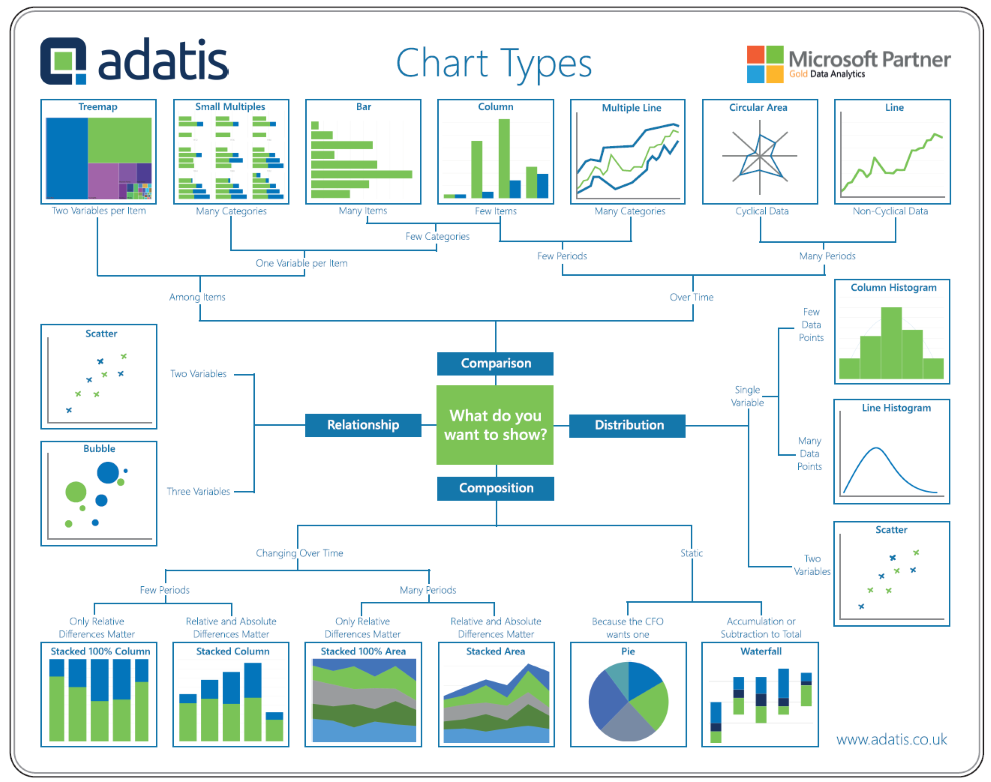 adatis
Chart Types
Microsoft Partner
Gold Data Analytics
Treemap
Small Multiples
Bar
Column
Multiple Line
Circular Area
Line
Two Variables per Item
Many Categories
Many Items
Few Items
Many Categories
Cyclical Data
Non-Cyclical Data
Few Categories
One Variable per Item
Few Periods
Many Periods
Among Items
Over Time
Column Histogram
Few
Data
Points
Scatter
Comparison
Two Variables
Single
Variable
Line Histogram
Relationship
What do you
want to show?
Distribution
Many
Data
Points
Bubble
Three Variables
Composition
Scatter
Changing Over Time
Static
Two
Variables
Few Periods
Many Periods
Only Relative
Differences Matter
Relative and Absolute
Differences Matter
Only Relative
Differences Matter
Relative and Absolute
Differences Matter
Because the CFO
wants one
Accumulation or
Subtraction to Total
Stacked 100% Column
Stacked Column
Stacked 100% Area
Stacked Area
Pie
Waterfall
www.adatis.co.uk